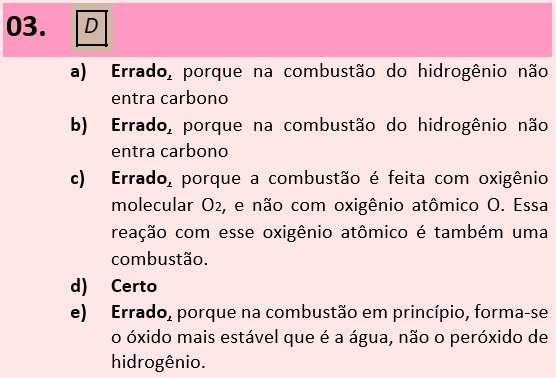 03. D
a) Errado, porque na combustão do hidrogênio não
entra carbono
b) Errado, porque na combustão do hidrogênio não
entra carbono
c) Errado, porque a combustão é feita com oxigênio
molecular O2, e não com oxigênio atômico O. Essa
reação com esse oxigênio atômico é também uma
combustão.
d) Certo
e) Errado, porque na combustão em princípio, forma-se
o óxido mais estável que é a água, não o peróxido de
hidrogênio.